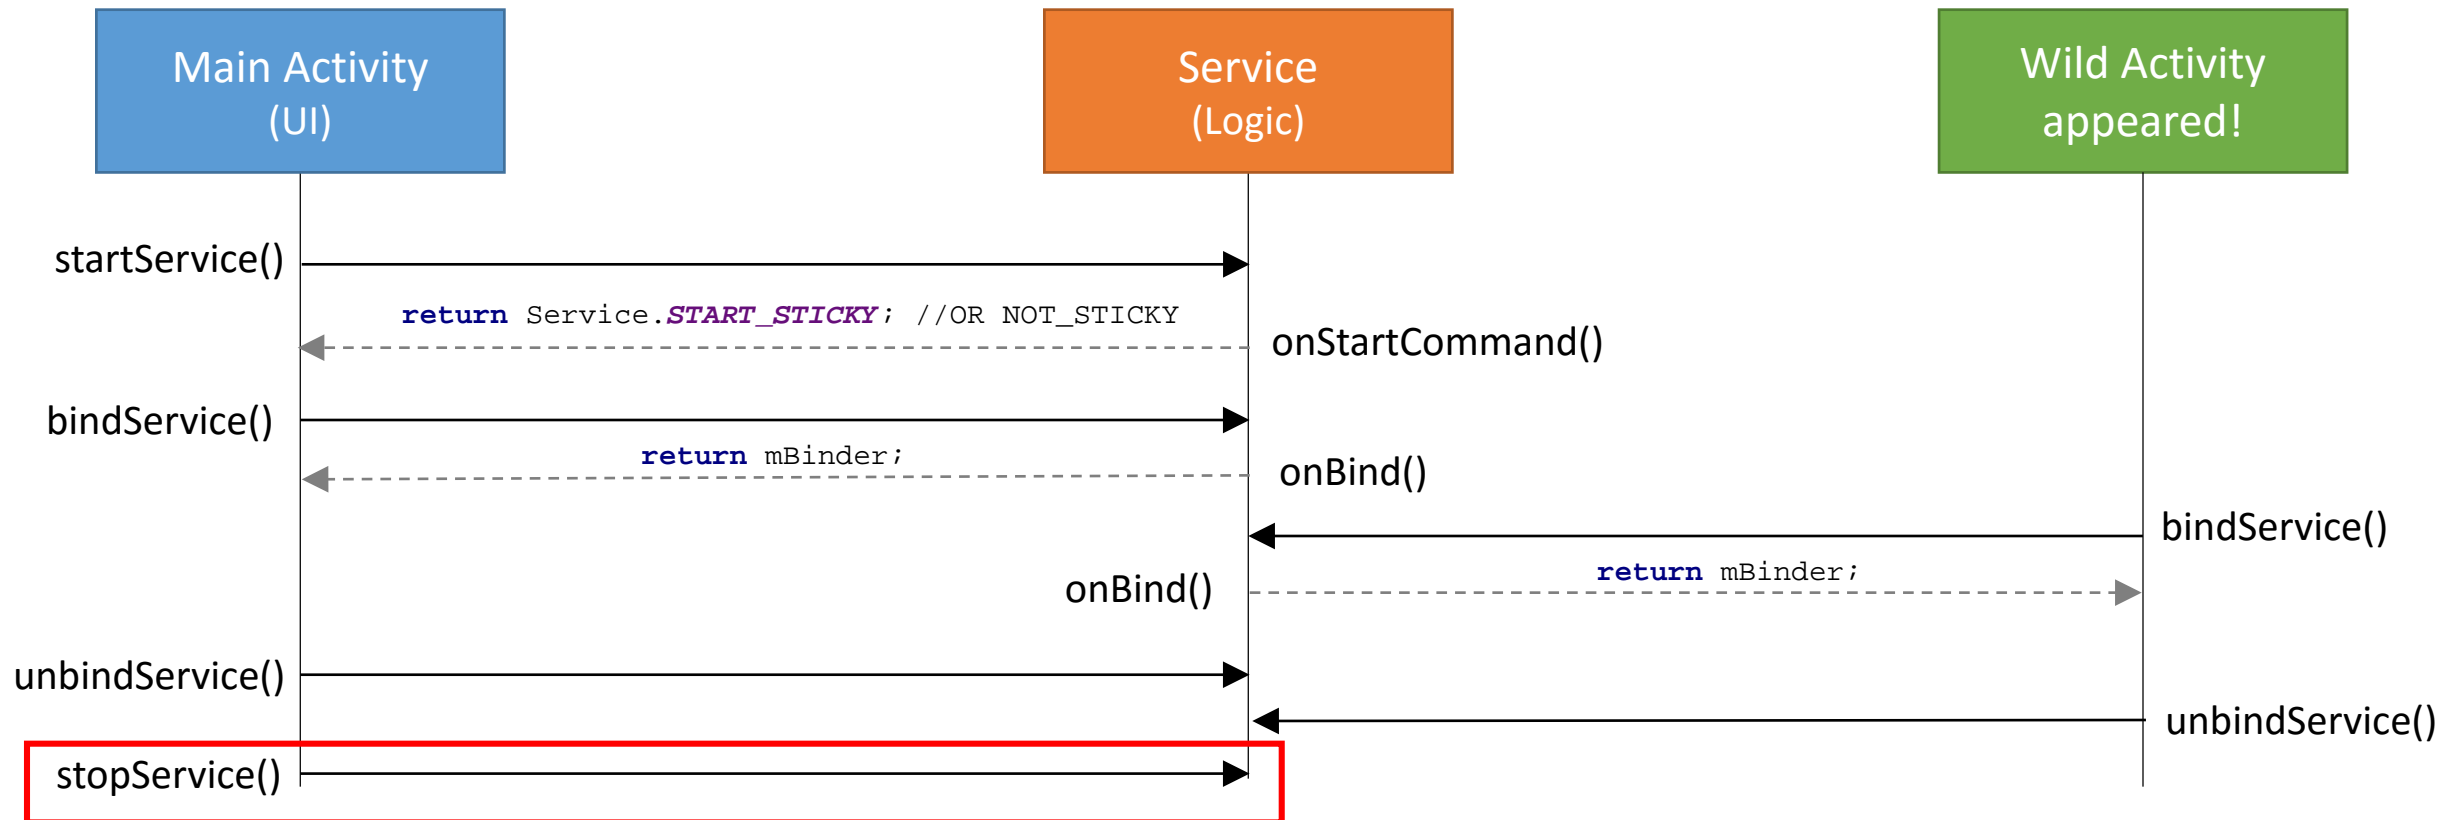 Main Activity
(UI)
Service
(Logic)
Wild Activity
appeared!
startService()
return Service.START_STICKY; //OR NOT_STICKY
onStartCommand()
bindService()
return mBinder;
onBind()
bindService()
return mBinder;
onBind()
unbindService()
unbindService()
stopService()